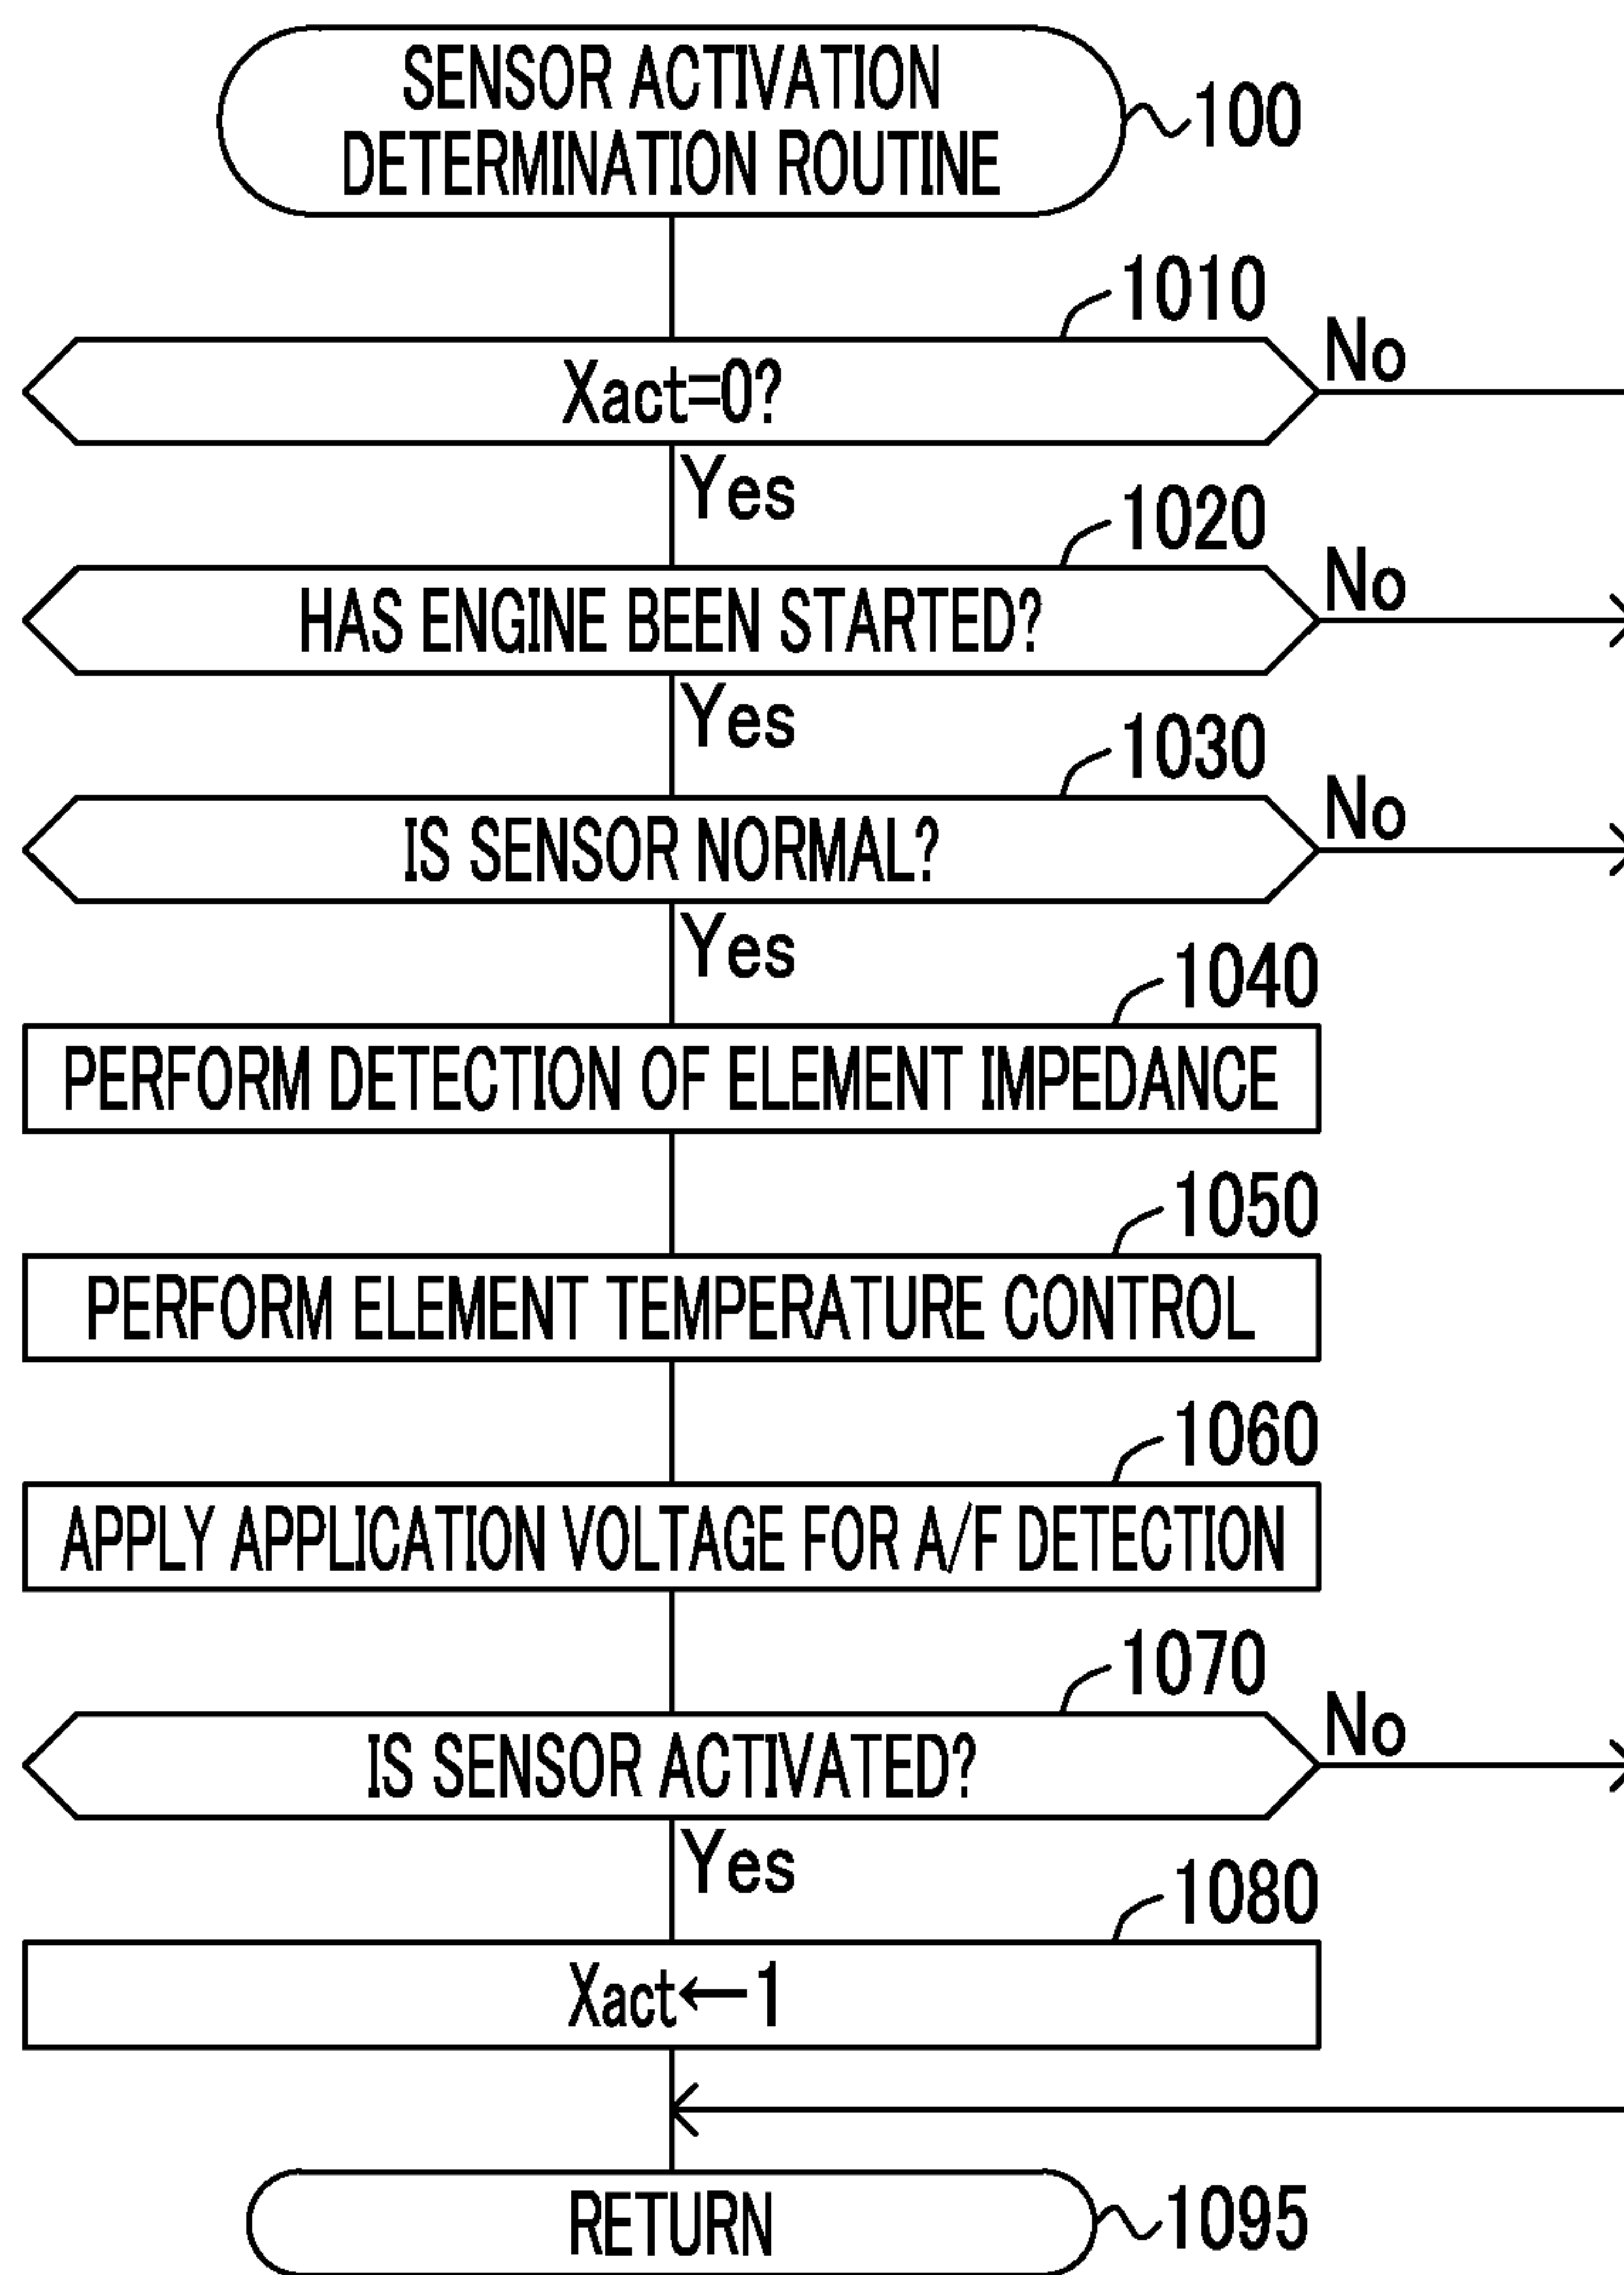 SENSOR ACTIVATION
DETERMINATION ROUTINE
100
1010
Xact=0?
No
Yes
1020
HAS ENGINE BEEN STARTED?
No
Yes
1030
IS SENSOR NORMAL?
No
Yes
1040
PERFORM DETECTION OF ELEMENT IMPEDANCE
1050
PERFORM ELEMENT TEMPERATURE CONTROL
1060
APPLY APPLICATION VOLTAGE FOR A/F DETECTION
1070
IS SENSOR ACTIVATED?
No
Yes
1080
Xact←1
RETURN
1095